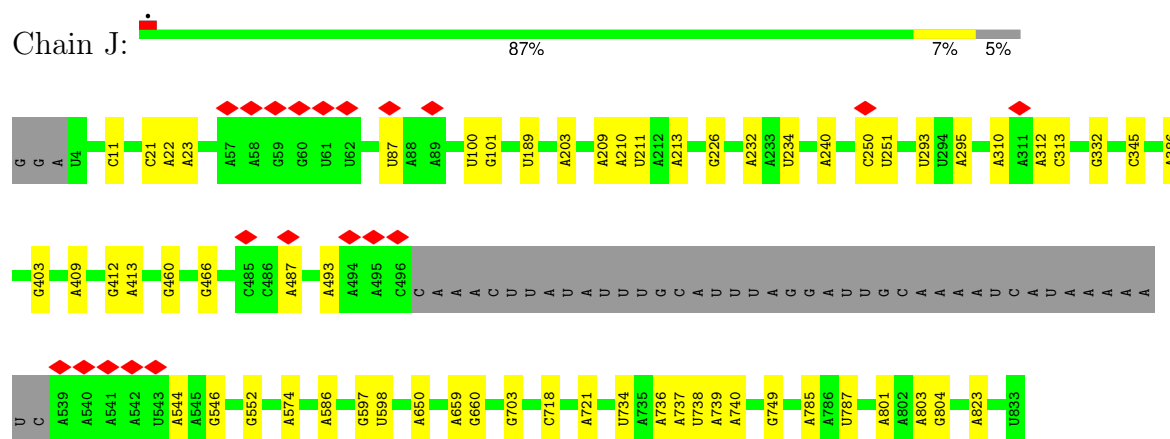 Chain J:
87%
7%
5%
G G A U4 C11 C21 A22 A23 A57 A58 G59 G60 U61 U62 U87 A88 A89 U100 G101 U189 A203 A209 A210 U211 A212 A213 G226 A232 A233 U234 A240 C250 U251 U293 U294 A295 A310 A311 A312 C313 G332 C345
G403 A409 G412 A413 G460 G466 C485 C486 A487 A493 A494 A495 C496 C A A A C U U A U A U U U G C A U U U A G G A U U G C A A A A U C A U A A A A A
U C A539 A540 A541 A542 U543 A544 A545 G546 G552 A574 A586 G597 U598 A650 A659 G660 G703 C718 A721 U734 A735 A736 A737 U738 A739 A740 G749 A785 A786 U787 A801 A802 A803 G804 A823 U833